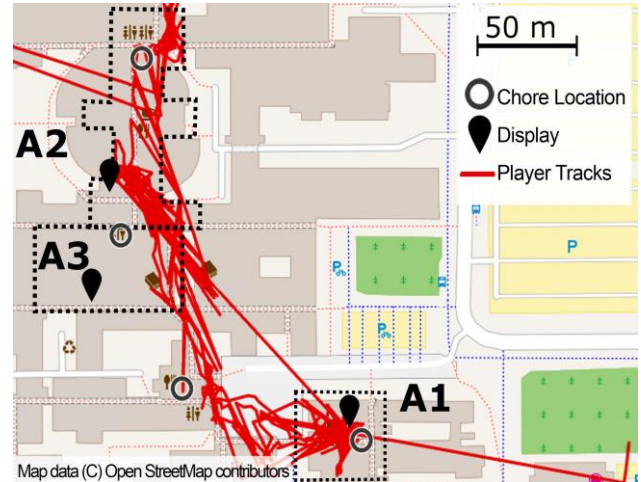 50 m
Chore Location
Display
Player Tracks
A2
A3
A1
P
P
P
P
Map data (C) Open StreetMap contributors